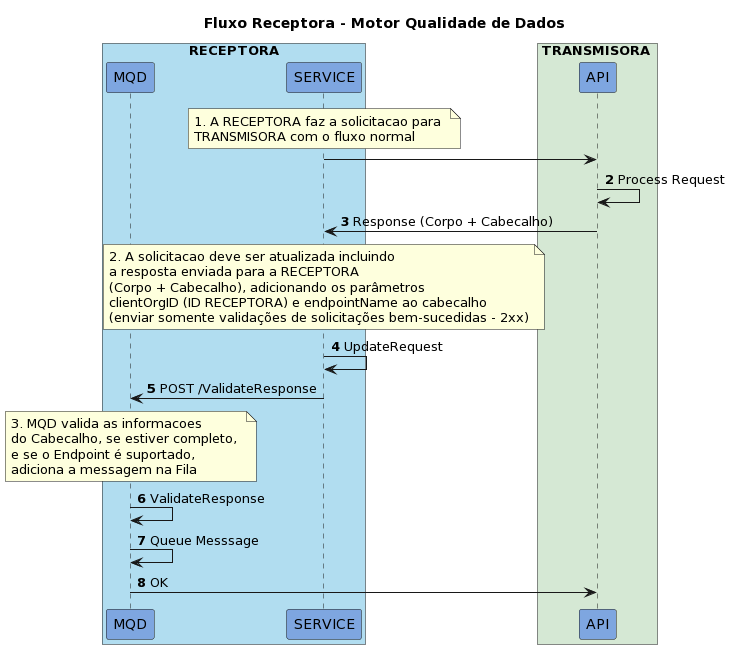 Fluxo Receptora - Motor Qualidade de Dados
RECEPTORA
TRANSMISORA
MQD
SERVICE
API
1. A RECEPTORA faz a solicitacao para
TRANSMISORA com o fluxo normal
2 Process Request
3 Response (Corpo + Cabecalho)
2. A solicitacao deve ser atualizada incluindo
a resposta enviada para a RECEPTORA
(Corpo + Cabecalho), adicionando os parâmetros
clientOrgID (ID RECEPTORA) e endpointName ao cabecalho
(enviar somente validações de solicitações bem-sucedidas - 2xx)
4 UpdateRequest
5 POST /ValidateResponse
3. MQD valida as informacoes
do Cabecalho, se estiver completo,
e se o Endpoint é suportado,
adiciona a messagem na Fila
6 ValidateResponse
7 Queue Messsage
8 OK
MQD
SERVICE
API